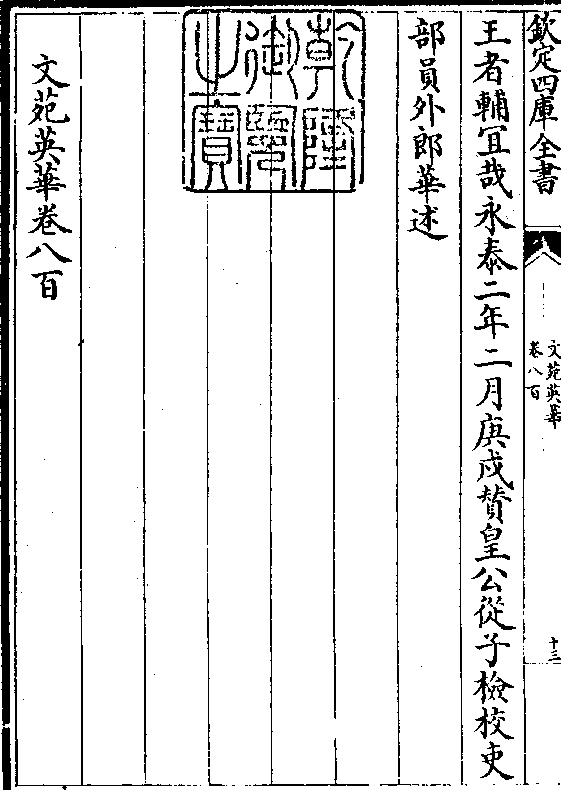 欽定四庫全書
文苑英華
卷八百
十三
王者輔宜哉永泰二年二月庚戌賛皇公從子檢校吏
部員外郎華述
乾隆御覽之寶
文苑英華卷八百